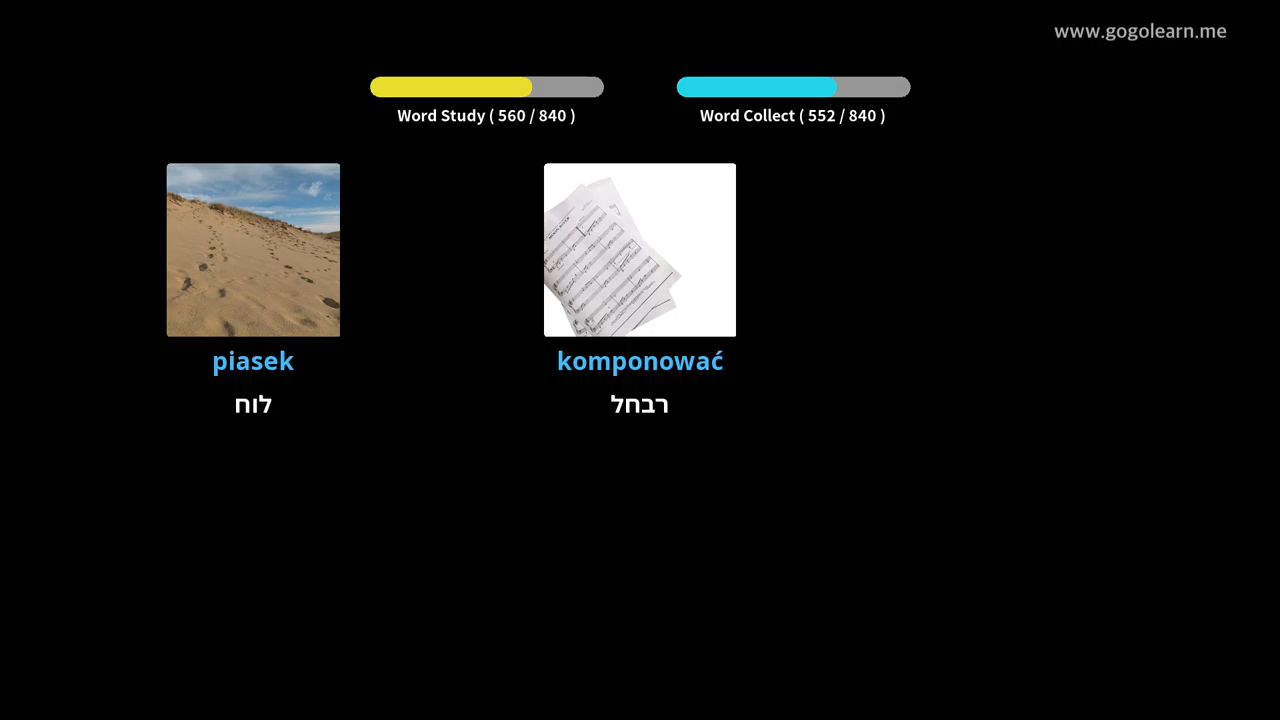 www.gogolearn.me
Word Study ( 560 / 840 )
Word Collect ( 552 / 840 )
piasek
לוח
komponować
רבחל